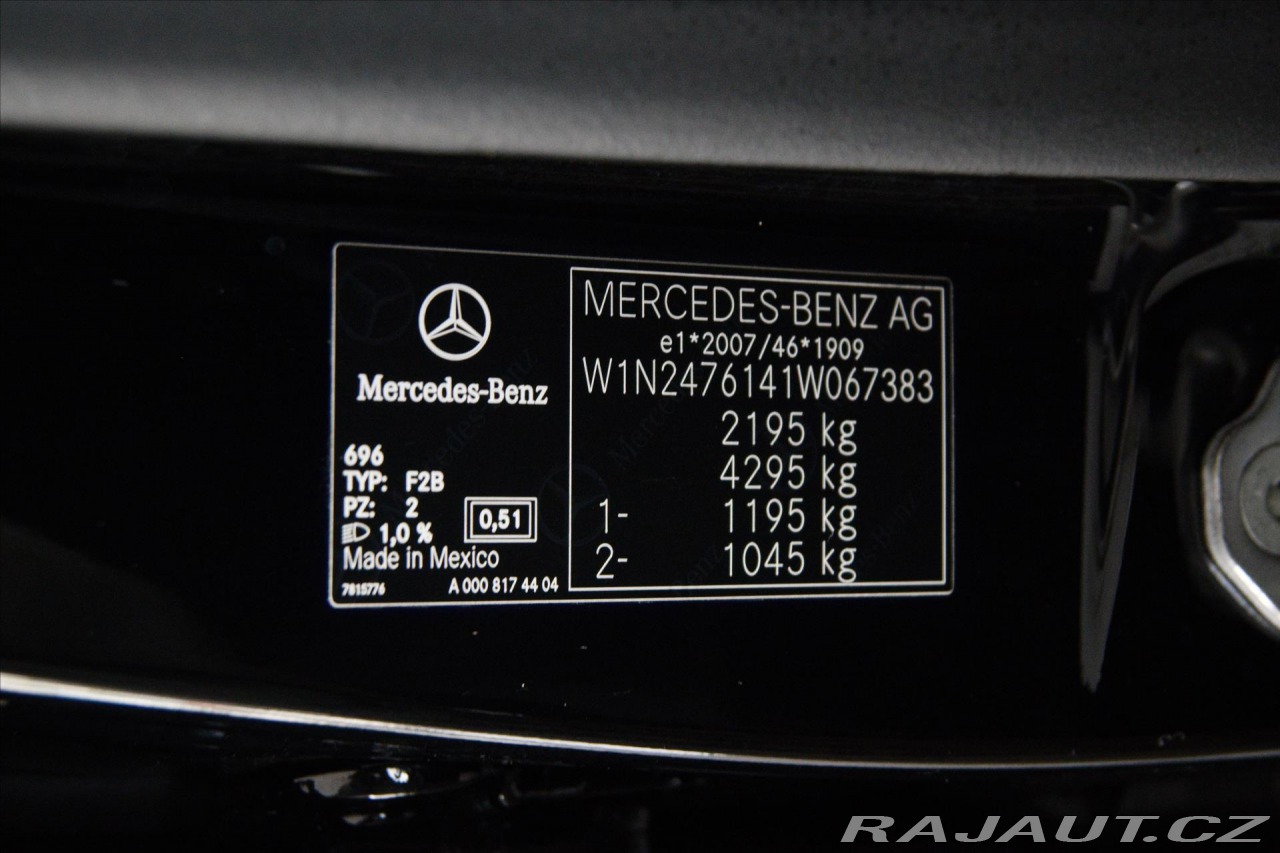 Mercedes-Benz
696
TYP: F2B
PZ: 2
1,0 %
0,51
Made in Mexico
7815776
A 000 817 44 04
MERCEDES-BENZ AG
e1*2007/46*1909
W1N2476141W067383
2195 kg
4295 kg
1- 1195 kg
2- 1045 kg
RAJAUT.CZ